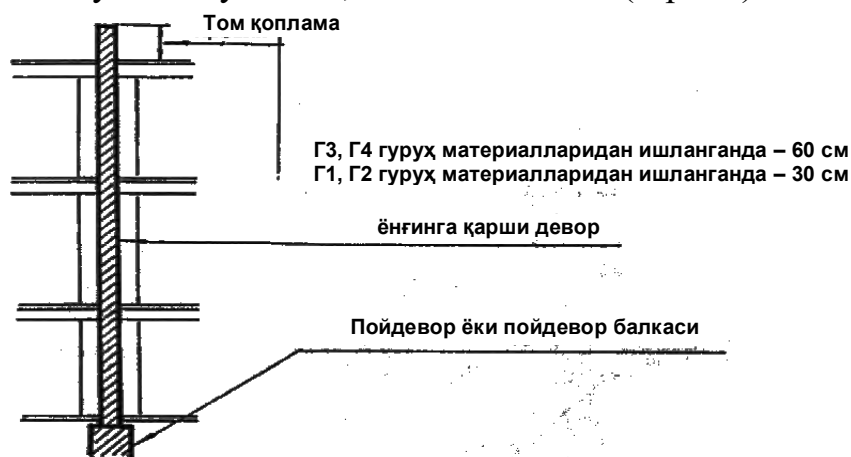 Том қоплама
Г3, Г4 гуруҳ материалларидан ишланганда – 60 см
Г1, Г2 гуруҳ материалларидан ишланганда – 30 см
ёнғинга қарши девор
Пойдевор ёки пойдевор балкаси